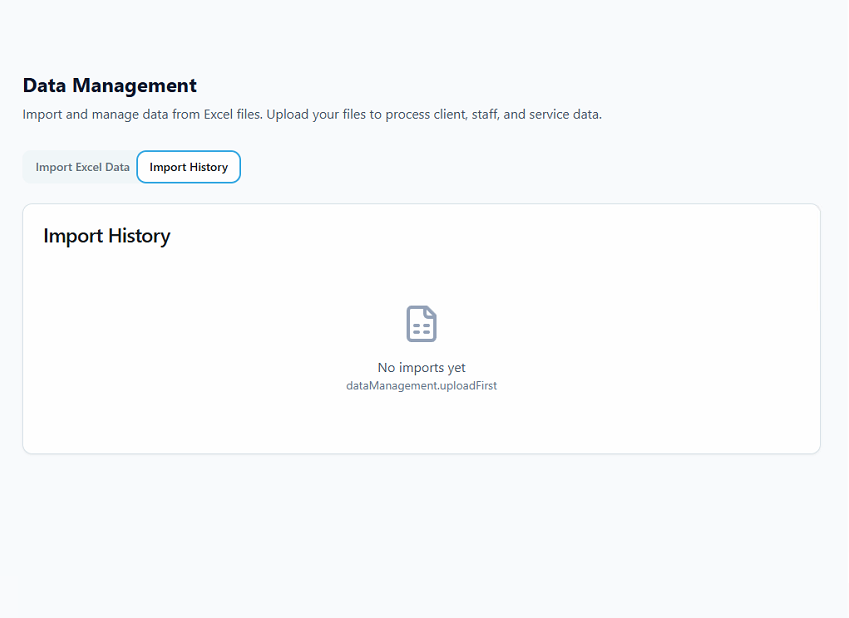 Data Management
Import and manage data from Excel files. Upload your files to process client, staff, and service data.
Import Excel Data
Import History
Import History
No imports yet
dataManagement.uploadFirst